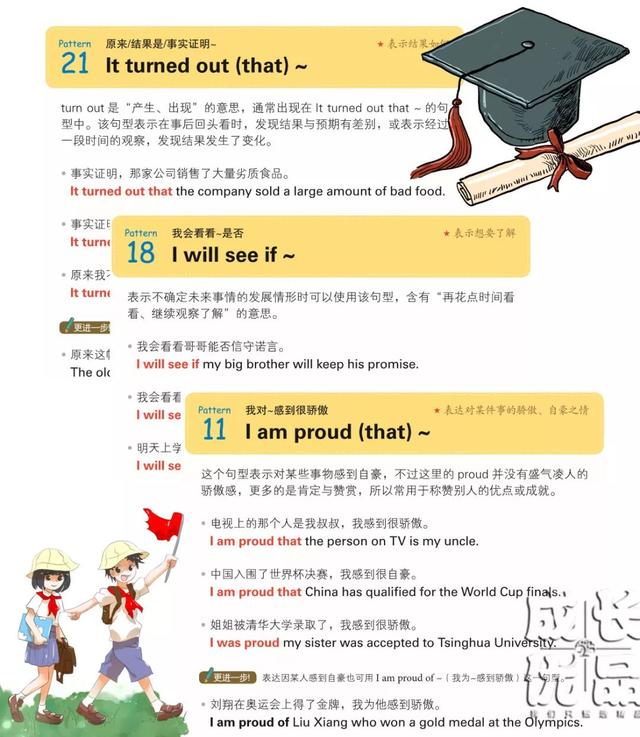 Pattern
21
原来/结果是/事实证明~
It turned out (that) ~
★ 表示结果如何
turn out 是“产生、出现”的意思，通常出现在 It turned out that ~ 的句
型中。该句型表示在事后回头看时，发现结果与预期有差别，或表示经过
一段时间的观察，发现结果发生了变化。
• 事实证明，那家公司销售了大量劣质食品。
It turned out that the company sold a large amount of bad food.
• 事实证明
It turne
• 原来我
It turne
更进一步!
• 原来这
The old
Pattern
18
我会看看~是否
I will see if ~
★ 表示想要了解
表示不确定未来事情的发展情形时可以使用该句型，含有“再花点时间看
看、继续观察了解”的意思。
• 我会看看哥哥能否信守诺言。
I will see if my big brother will keep his promise.
• 我会看看
I will see
• 明天上学
I will see
Pattern
11
我对~感到很骄傲
I am proud (that) ~
★ 表达对某件事的骄傲、自豪之情
这个句型表示对某些事物感到自豪，不过这里的 proud 并没有盛气凌人的
骄傲感，更多的是肯定与赞赏，所以常用于称赞别人的优点或成就。
• 电视上的那个人是我叔叔，我感到很骄傲。
I am proud that the person on TV is my uncle.
• 中国入围了世界杯决赛，我感到很自豪。
I am proud that China has qualified for the World Cup finals.
• 姐姐被清华大学录取了，我感到很骄傲。
I was proud my sister was accepted to Tsinghua University.
更进一步! 表达因某人感到自豪也可用 I am proud of ~（我为~感到骄傲）这一句型。
• 刘翔在奥运会上得了金牌，我为他感到骄傲。
I am proud of Liu Xiang who won a gold medal at the Olympics.
成长
优品
我们只做选精品